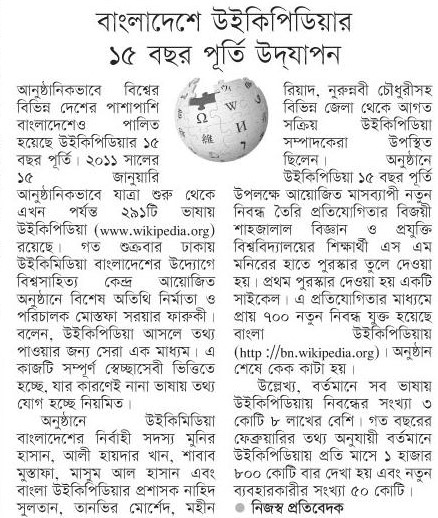 বাংলাদেশে উইকিপিডিয়ার
১৫ বছর পূর্তি উদ্‌যাপন
আনুষ্ঠানিকভাবে বিশ্বের
বিভিন্ন দেশের পাশাপাশি
বাংলাদেশেও পালিত
হয়েছে উইকিপিডিয়ার ১৫
বছর পূর্তি। ২০১১ সালের
১৫ জানুয়ারি
আনুষ্ঠানিকভাবে যাত্রা শুরু থেকে
এখন পর্যন্ত ২৯১টি ভাষায়
উইকিপিডিয়া (www.wikipedia.org)
রয়েছে। গত শুক্রবার ঢাকায়
উইকিমিডিয়া বাংলাদেশের উদ্যোগে
বিশ্বসাহিত্য কেন্দ্র আয়োজিত
অনুষ্ঠানে বিশেষ অতিথি নির্মাতা ও
পরিচালক মোস্তফা সরয়ার ফারুকী।
বলেন, উইকিপিডিয়া আসলে তথ্য
পাওয়ার জন্য সেরা এক মাধ্যম। এ
কাজটি সম্পূর্ণ স্বেচ্ছাসেবী ভিত্তিতে
হচ্ছে, যার কারণেই নানা ভাষায় তথ্য
যোগ হচ্ছে নিয়মিত।
অনুষ্ঠানে উইকিমিডিয়া
বাংলাদেশের নির্বাহী সদস্য মুনির
হাসান, আলী হায়দার খান, শাবাব
মুস্তাফা, মাসুম আল হাসান এবং
বাংলা উইকিপিডিয়ার প্রশাসক নাহিদ
সুলতান, তানভির মোর্শেদ, মহীন
রিয়াদ, নুরুন্নবী চৌধুরীসহ
বিভিন্ন জেলা থেকে আগত
সক্রিয় উইকিপিডিয়া
সম্পাদকেরা উপস্থিত
ছিলেন। অনুষ্ঠানে
উইকিপিডিয়া ১৫ বছর পূর্তি
উপলক্ষে আয়োজিত মাসব্যাপী নতুন
নিবন্ধ তৈরি প্রতিযোগিতার বিজয়ী
শাহজালাল বিজ্ঞান ও প্রযুক্তি
বিশ্ববিদ্যালয়ের শিক্ষার্থী এস এম
মনিরের হাতে পুরস্কার তুলে দেওয়া
হয়। প্রথম পুরস্কার দেওয়া হয় একটি
সাইকেল। এ প্রতিযোগিতার মাধ্যমে
প্রায় ৭০০ নতুন নিবন্ধ যুক্ত হয়েছে
বাংলা উইকিপিডিয়ায়
(http ://bn.wikipedia.org)। অনুষ্ঠান
শেষে কেক কাটা হয়।
উল্লেখ্য, বর্তমানে সব ভাষায়
উইকিপিডিয়ায় নিবন্ধের সংখ্যা ৩
কোটি ৮ লাখের বেশি। গত বছরের
ফেব্রুয়ারির তথ্য অনুযায়ী বর্তমানে
উইকিপিডিয়ায় প্রতি মাসে ১ হাজার
৮০০ কোটি বার দেখা হয় এবং নতুন
ব্যবহারকারীর সংখ্যা ৫০ কোটি।
● নিজস্ব প্রতিবেদক